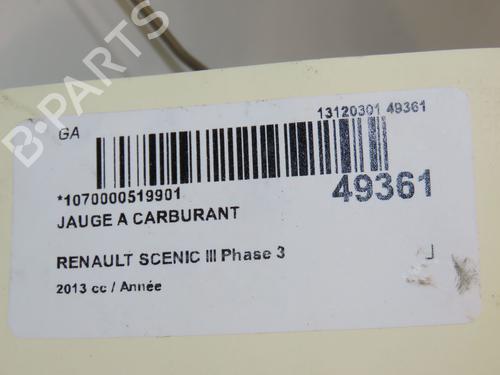 B-PARTS
GA
13120301 49361
*1070000519901
49361
JAUGE A CARBURANT
RENAULT SCENIC III Phase 3
2013 cc / Année